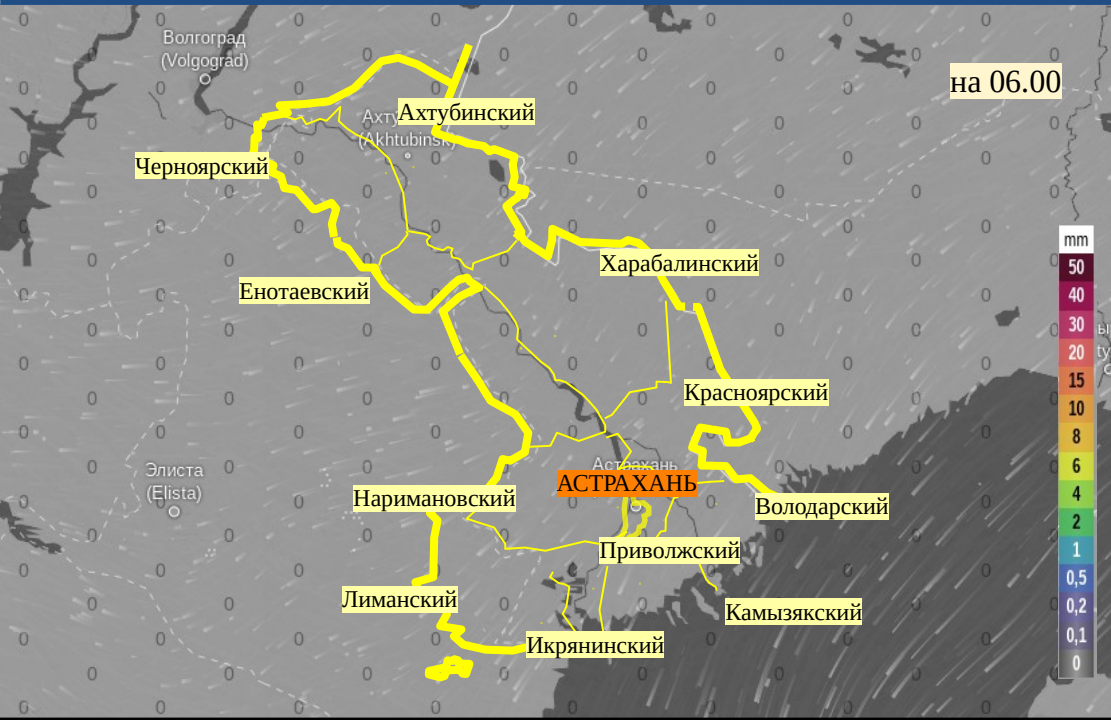 Волгоград
(Volgograd)
на 06.00
Ахтубинский
(Akhtubinsk)
Черноярский
Харабалинский
Енотаевский
mm
50
40
30
20
15
10
8
6
4
2
1
0,5
0,2
0,1
0
Красноярский
Элиста
(Elista)
Астрахань
АСТРАХАНЬ
Наримановский
Володарский
Приволжский
Лиманский
Камызякский
Икрянинский